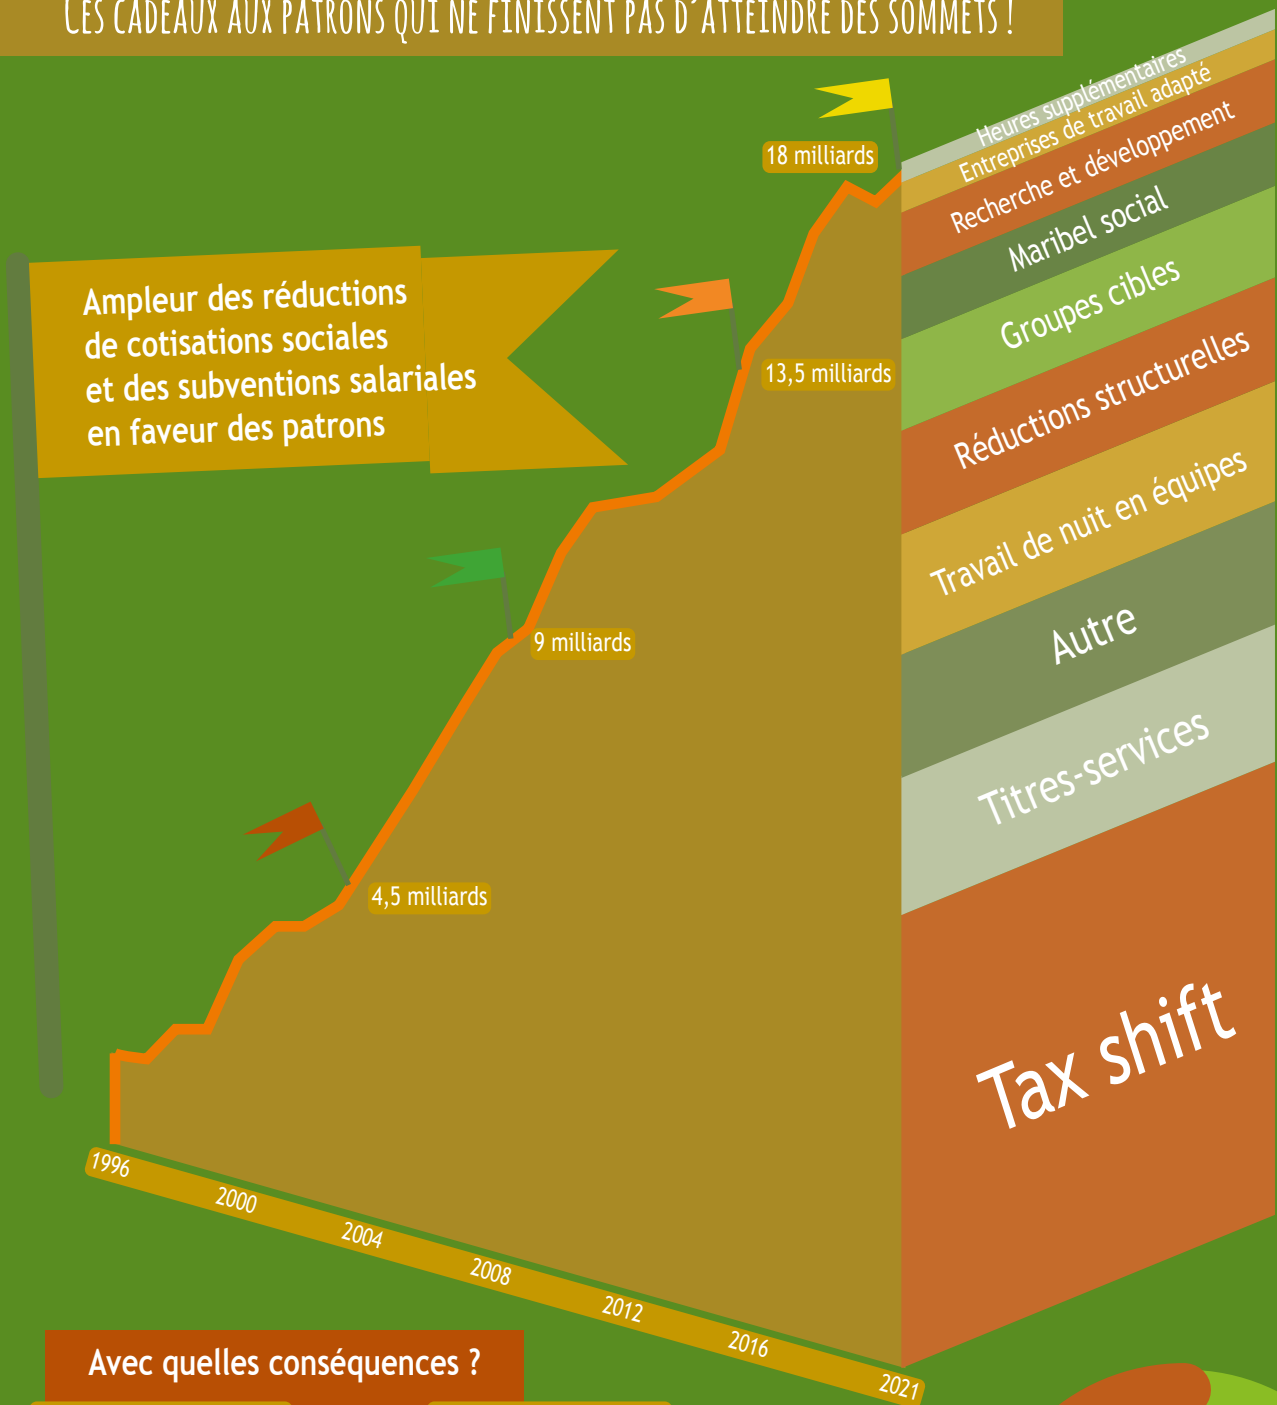 CES CADEAUX AUX PATRONS QUI NE FINISSENT PAS D'ATTEINDRE DES SOMMETS !
18 milliards
Ampleur des réductions
de cotisations sociales
et des subventions salariales
en faveur des patrons
13,5 milliards
9 milliards
4,5 milliards
Heures supplémentaires
Entreprises de travail adapté
Recherche et développement
Maribel social
Groupes cibles
Réductions structurelles
Travail de nuit en équipes
Autre
Titres-services
Tax shift
1996
2000
2004
2008
2012
2016
2021
Avec quelles conséquences ?